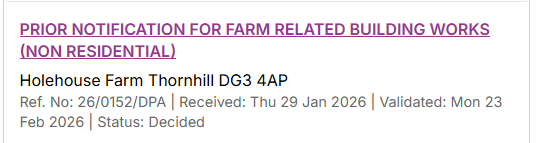 PRIOR NOTIFICATION FOR FARM RELATED BUILDING WORKS
(NON RESIDENTIAL)
Holehouse Farm Thornhill DG3 4AP
Ref. No: 26/0152/DPA | Received: Thu 29 Jan 2026 | Validated: Mon 23
Feb 2026 | Status: Decided